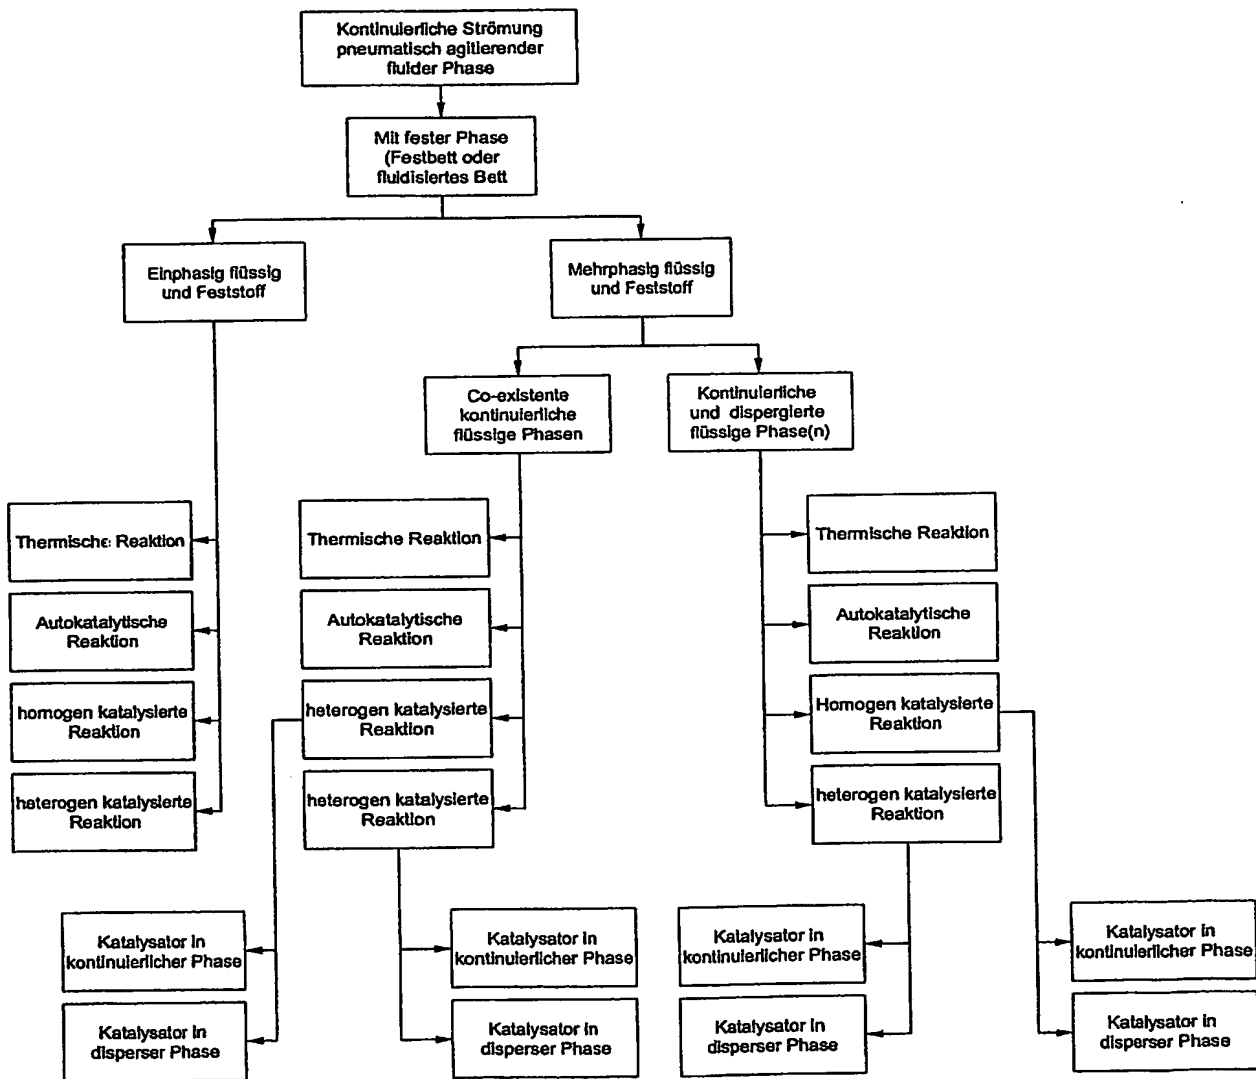 Kontinuierliche Strömung
pneumatisch agitierender
fluider Phase
Mit fester Phase
(Festbett oder
fluidisiertes Bett
Einphasig flüssig
und Feststoff
Mehrphasig flüssig
und Feststoff
Co-existente
kontinuierliche
flüssige Phasen
Kontinuierliche
und dispergierte
flüssige Phase(n)
Thermische Reaktion
Autokatalytische
Reaktion
homogen katalysierte
Reaktion
heterogen katalysierte
Reaktion
Thermische Reaktion
Autokatalytische
Reaktion
heterogen katalysierte
Reaktion
heterogen katalysierte
Reaktion
Thermische Reaktion
Autokatalytische
Reaktion
Homogen katalysierte
Reaktion
heterogen katalysierte
Reaktion
Katalysator in
kontinuierlicher Phase
Katalysator in
disperser Phase
Katalysator in
kontinuierlicher Phase
Katalysator in
disperser Phase
Katalysator in
kontinuierlicher Phase
Katalysator in
disperser Phase
Katalysator in
kontinuierlicher Phase
Katalysator in
disperser Phase